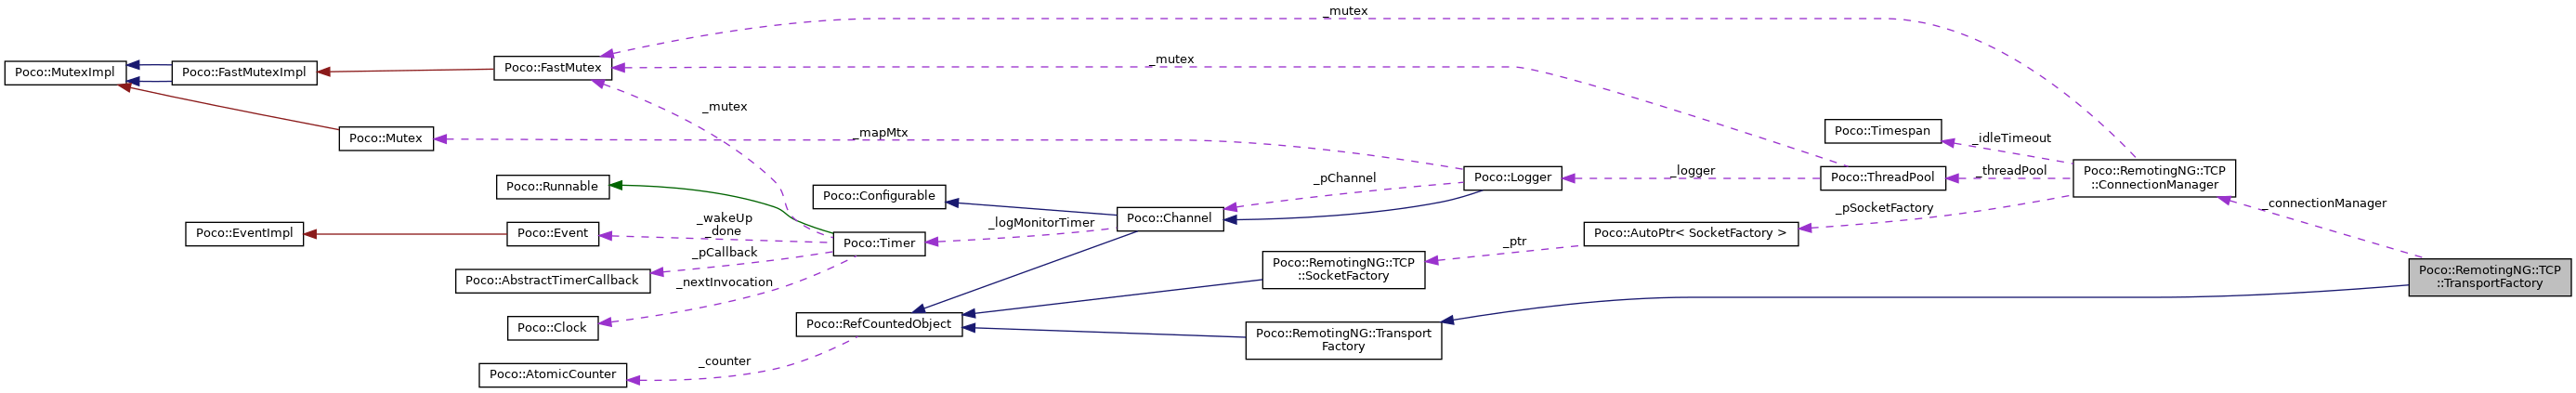 _mutex
_mutex
Poco::MutexImpl
Poco::FastMutexImpl
Poco::FastMutex
_mutex
Poco::Mutex
_mapMtx
Poco::Timespan
_idleTimeout
Poco::Runnable
Poco::Configurable
_pChannel
Poco::Logger
_logger
Poco::ThreadPool
_threadPool
Poco::RemotingNG::TCP
::ConnectionManager
_connectionManager
Poco::EventImpl
Poco::Event
_wakeUp
_done
Poco::Timer
_logMonitorTimer
Poco::Channel
_pSocketFactory
Poco::AutoPtr< SocketFactory >
_ptr
_pCallback
Poco::AbstractTimerCallback
_nextInvocation
Poco::RemotingNG::TCP
::SocketFactory
Poco::RemotingNG::TCP
::TransportFactory
Poco::Clock
Poco::RefCountedObject
Poco::RemotingNG::Transport
Factory
_counter
Poco::AtomicCounter